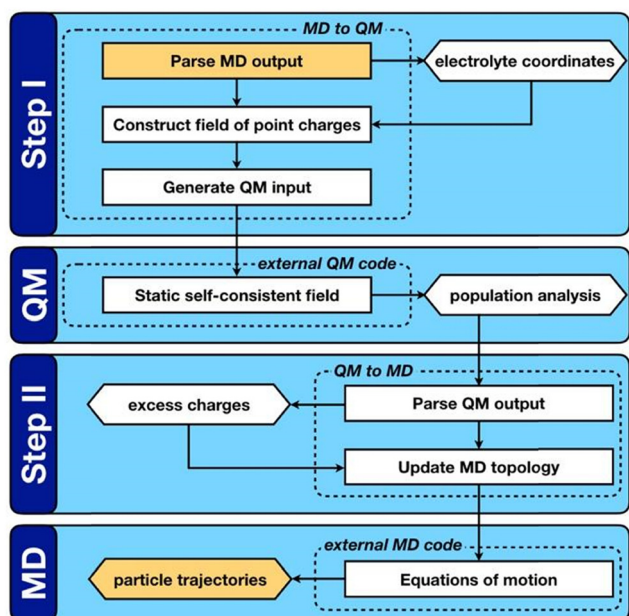 Step I
MD to QM
Parse MD output
electrolyte coordinates
Construct field of point charges
Generate QM input
QM
external QM code
Static self-consistent field
population analysis
Step II
QM to MD
excess charges
Parse QM output
Update MD topology
MD
external MD code
particle trajectories
Equations of motion